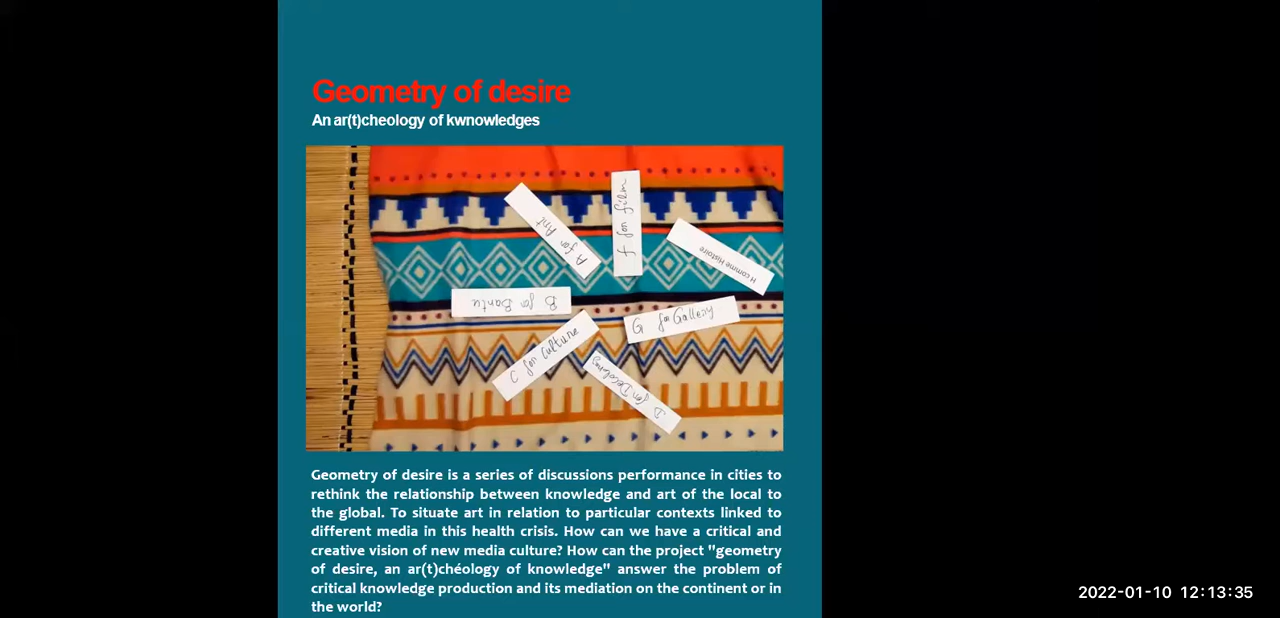 Geometry of desire
An ar(t)cheology of kwnowledges
A for Art
f for film
H comme Histoire
B for Bantu
G for Gallery
C for Culture
D for
Geometry of desire is a series of discussions performance in cities to
rethink the relationship between knowledge and art of the local to
the global. To situate art in relation to particular contexts linked to
different media in this health crisis. How can we have a critical and
creative vision of new media culture? How can the project "geometry
of desire, an ar(t)chéology of knowledge" answer the problem of
critical knowledge production and its mediation on the continent or in
the world?
2022-01-10 12:13:35